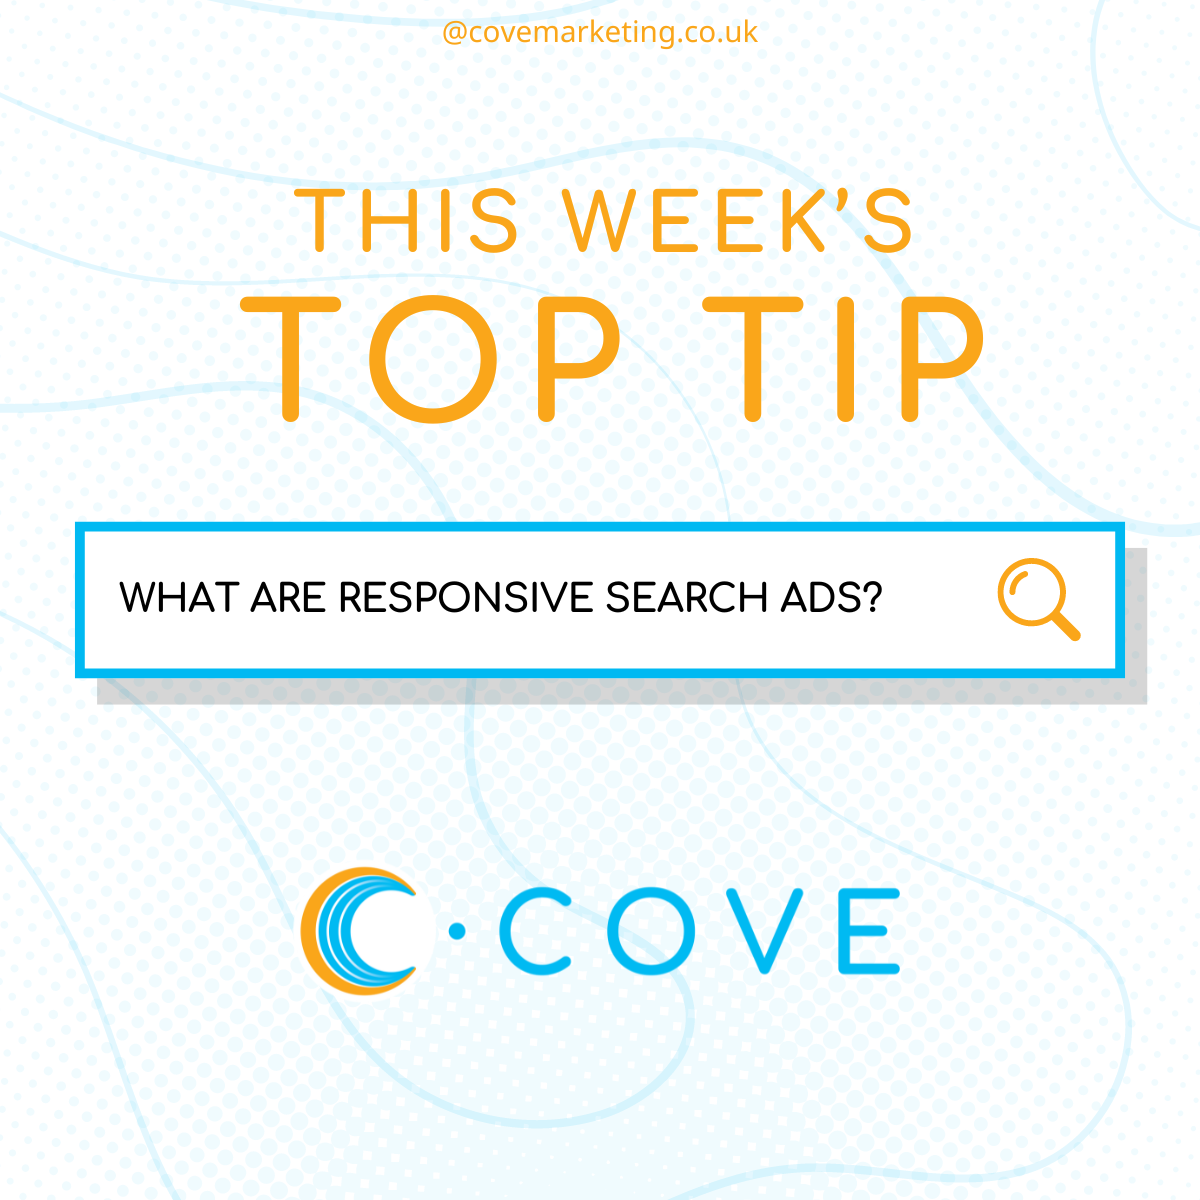 @covemarketing.co.uk
THIS WEEK’S
TOP TIP
WHAT ARE RESPONSIVE SEARCH ADS?
C·COVE